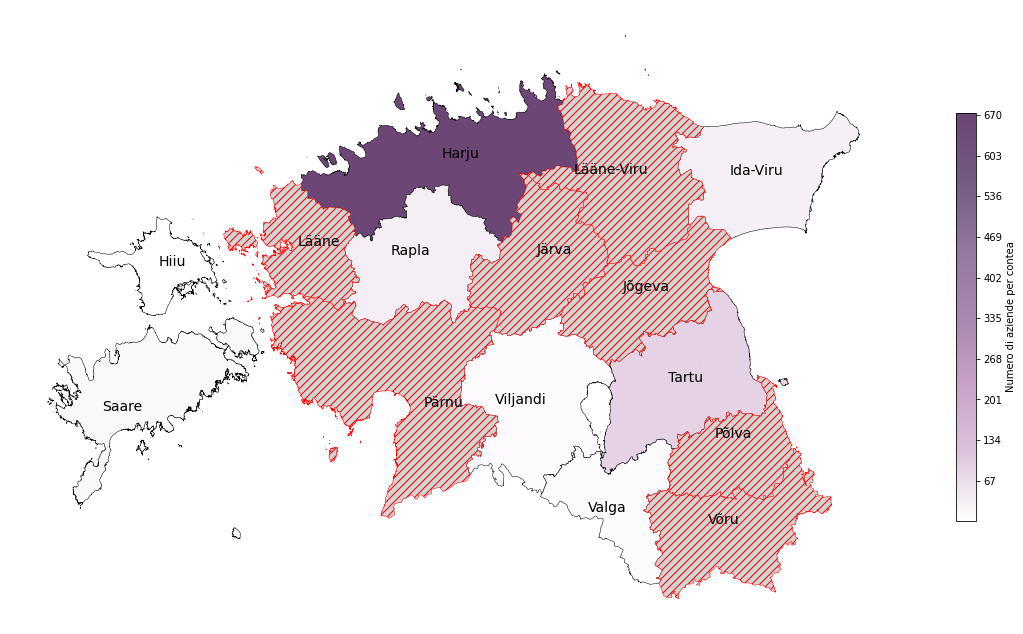 Harju
Lääne-Viru
Ida-Viru
Lääne
Rapla
Järva
Hiiu
Jõgeva
Tartu
Saare
Pärnu
Viljandi
Põlva
Valga
Võru
670
603
536
469
402
335
268
201
134
67
Numero di aziende per contea